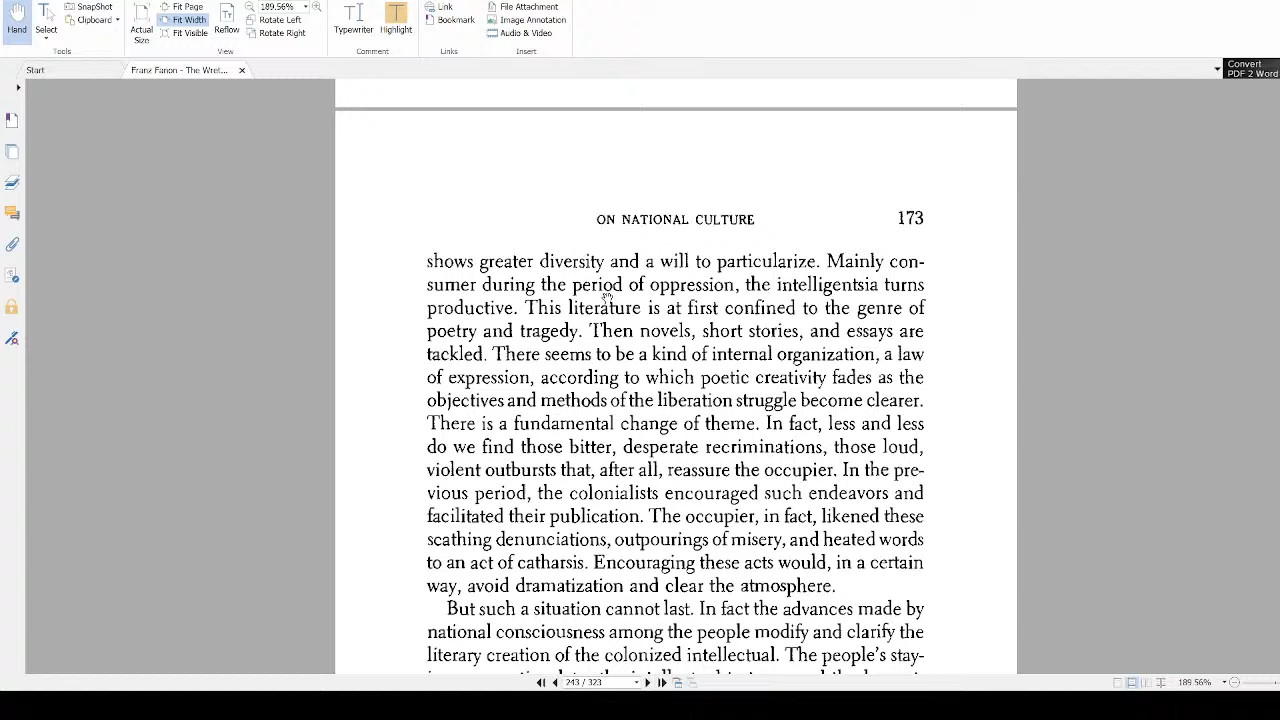 SnapShot
Clipboard
Hand
Select
Tools
Actual
Size
Fit Page
Fit Width
Fit Visible
Reflow
189.56%
Rotate Left
Rotate Right
View
Typewriter
Highlight
Comment
Link
Bookmark
Links
File Attachment
Image Annotation
Audio & Video
Insert
Start
Franz Fanon - The Wret...
Convert
PDF 2 Word
ON NATIONAL CULTURE 173
shows greater diversity and a will to particularize. Mainly con-
sumer during the period of oppression, the intelligentsia turns
productive. This literature is at first confined to the genre of
poetry and tragedy. Then novels, short stories, and essays are
tackled. There seems to be a kind of internal organization, a law
of expression, according to which poetic creativity fades as the
objectives and methods of the liberation struggle become clearer.
There is a fundamental change of theme. In fact, less and less
do we find those bitter, desperate recriminations, those loud,
violent outbursts that, after all, reassure the occupier. In the pre-
vious period, the colonialists encouraged such endeavors and
facilitated their publication. The occupier, in fact, likened these
scathing denunciations, outpourings of misery, and heated words
to an act of catharsis. Encouraging these acts would, in a certain
way, avoid dramatization and clear the atmosphere.
But such a situation cannot last. In fact the advances made by
national consciousness among the people modify and clarify the
literary creation of the colonized intellectual. The people's stay-
243 / 323
189.56%